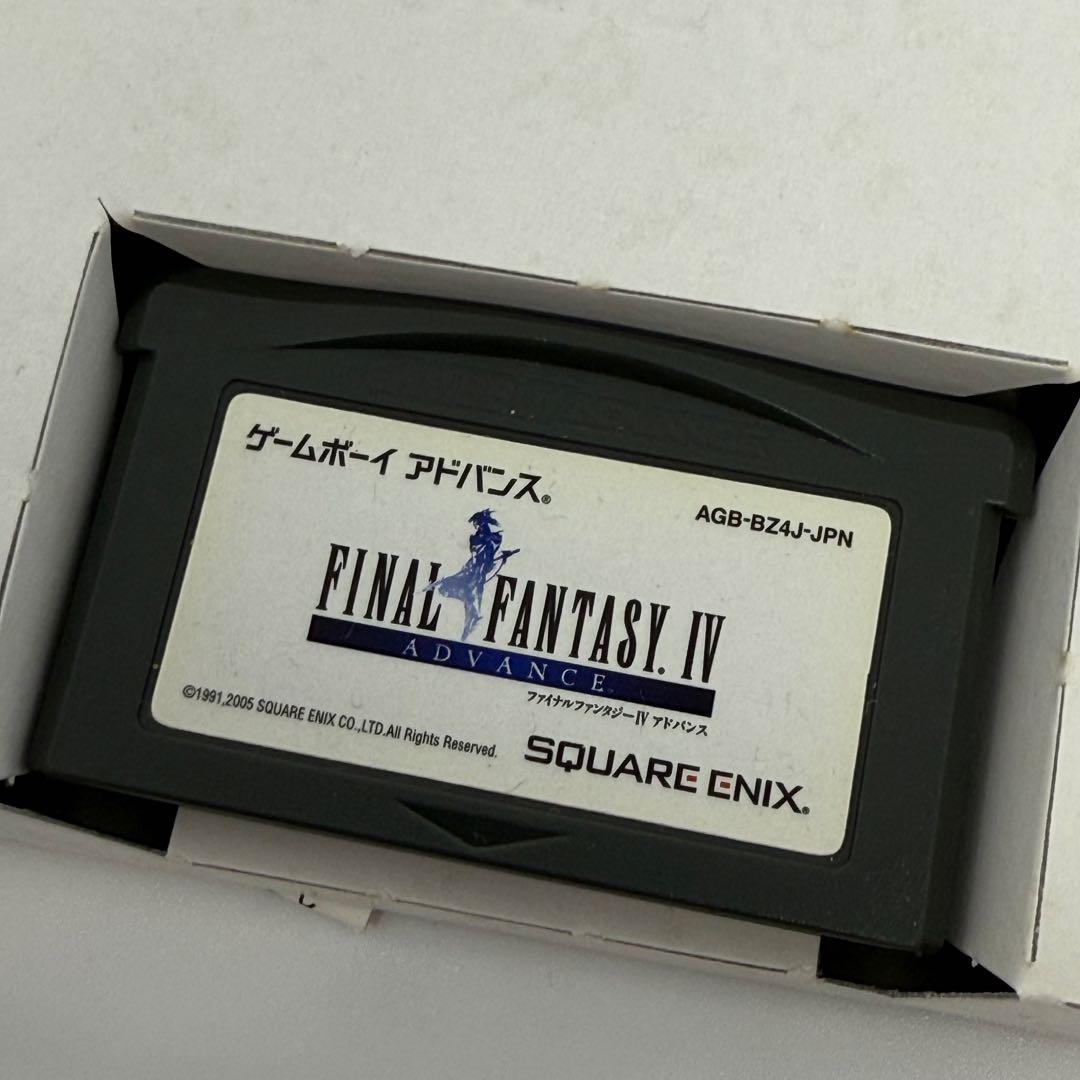 ゲームボーイ アドバンス®
AGB-BZ4J-JPN
FINAL FANTASY. IV
ADVANCE
ファイナルファンタジーIV アドバンス
©1991,2005 SQUARE ENIX CO.,LTD.All Rights Reserved.
SQUARE ENIX®